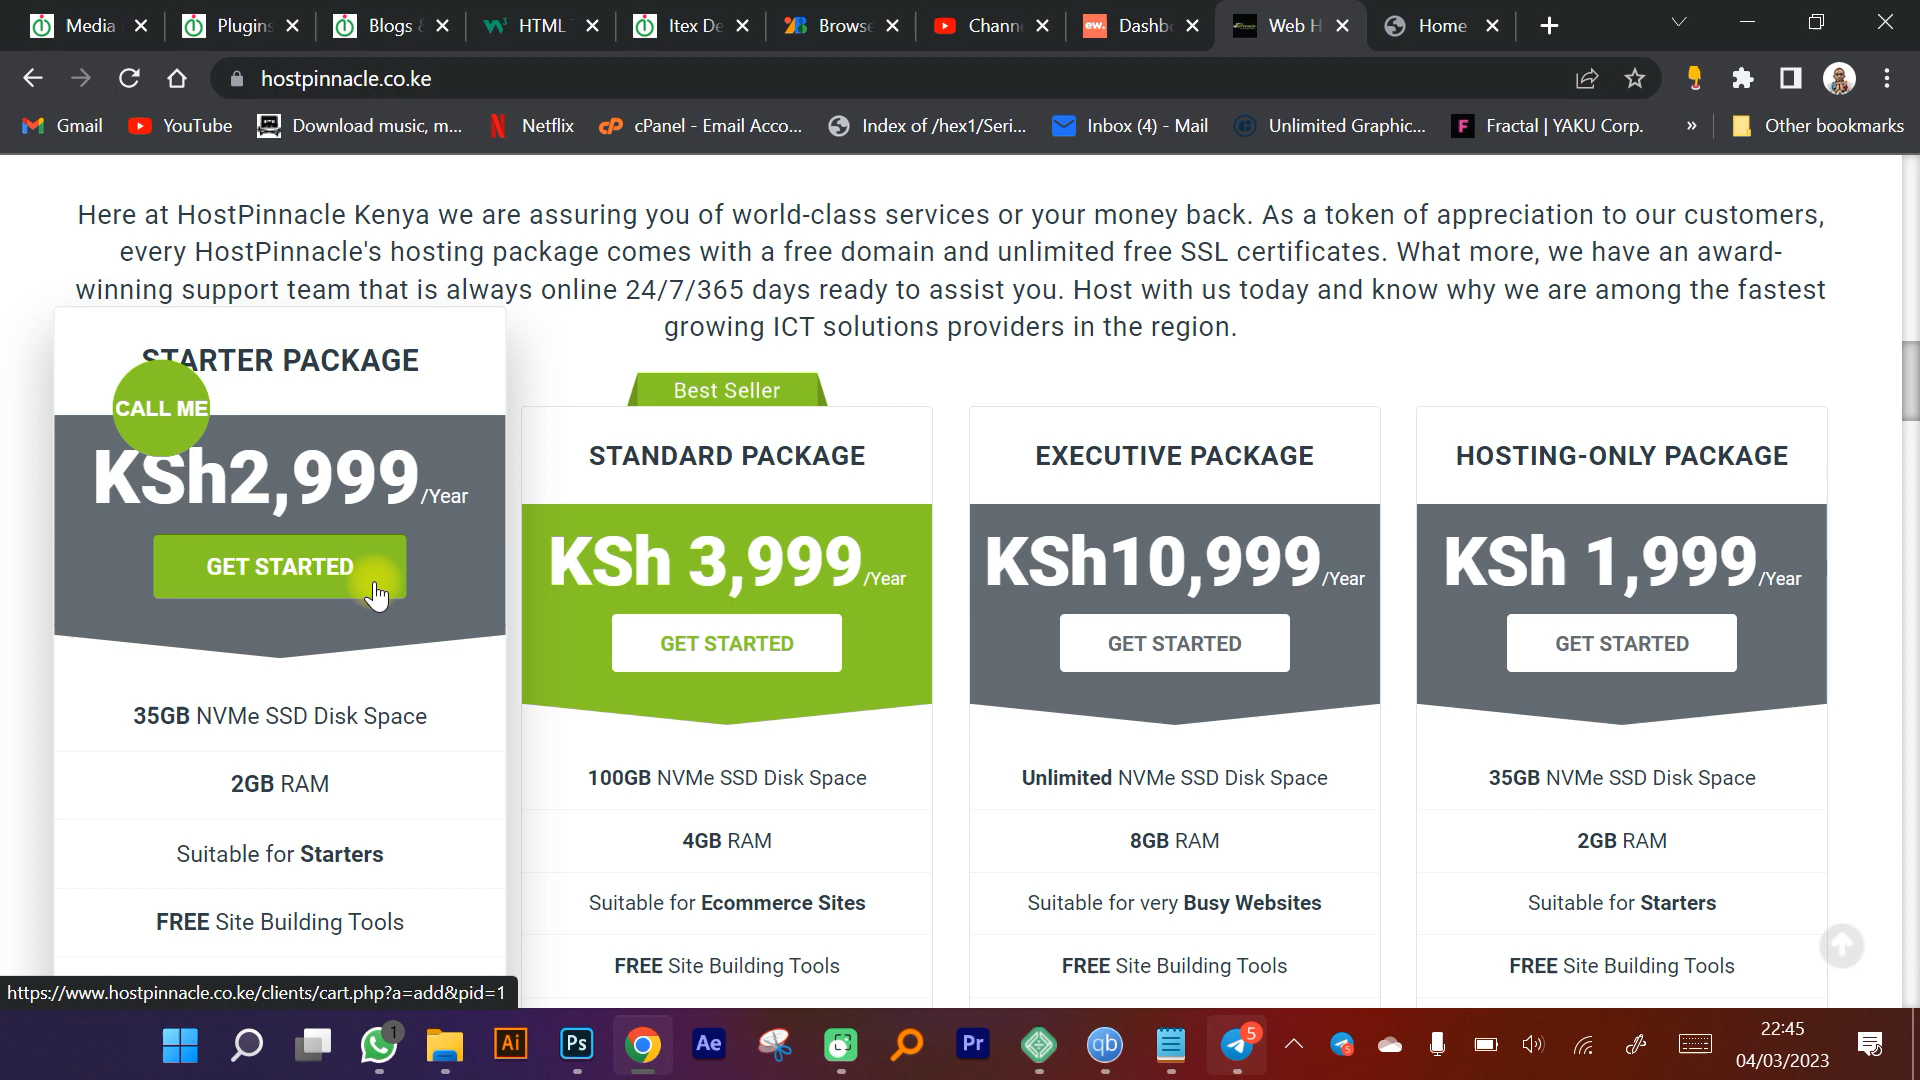 Media
Plugins
Blogs &
HTML
Itex De
Browse
Chann
Dashb
Web H
Home
hostpinnacle.co.ke
Gmail
YouTube
Download music, m...
Netflix
cPanel - Email Acco...
Index of /hex1/Seri...
Inbox (4) - Mail
Unlimited Graphic...
Fractal | YAKU Corp.
»
Other bookmarks
Here at HostPinnacle Kenya we are assuring you of world-class services or your money back. As a token of appreciation to our customers,
every HostPinnacle's hosting package comes with a free domain and unlimited free SSL certificates. What more, we have an award-
winning support team that is always online 24/7/365 days ready to assist you. Host with us today and know why we are among the fastest
growing ICT solutions providers in the region.
STARTER PACKAGE
CALL ME
KSh2,999/Year
GET STARTED
35GB NVMe SSD Disk Space
2GB RAM
Suitable for Starters
FREE Site Building Tools
Best Seller
STANDARD PACKAGE
KSh 3,999/Year
GET STARTED
100GB NVMe SSD Disk Space
4GB RAM
Suitable for Ecommerce Sites
FREE Site Building Tools
EXECUTIVE PACKAGE
KSh10,999/Year
GET STARTED
Unlimited NVMe SSD Disk Space
8GB RAM
Suitable for very Busy Websites
FREE Site Building Tools
HOSTING-ONLY PACKAGE
KSh 1,999/Year
GET STARTED
35GB NVMe SSD Disk Space
2GB RAM
Suitable for Starters
FREE Site Building Tools
https://www.hostpinnacle.co.ke/clients/cart.php?a=add&pid=1
1
Ai
Ps
Ae
Pr
qb
5
22:45
04/03/2023